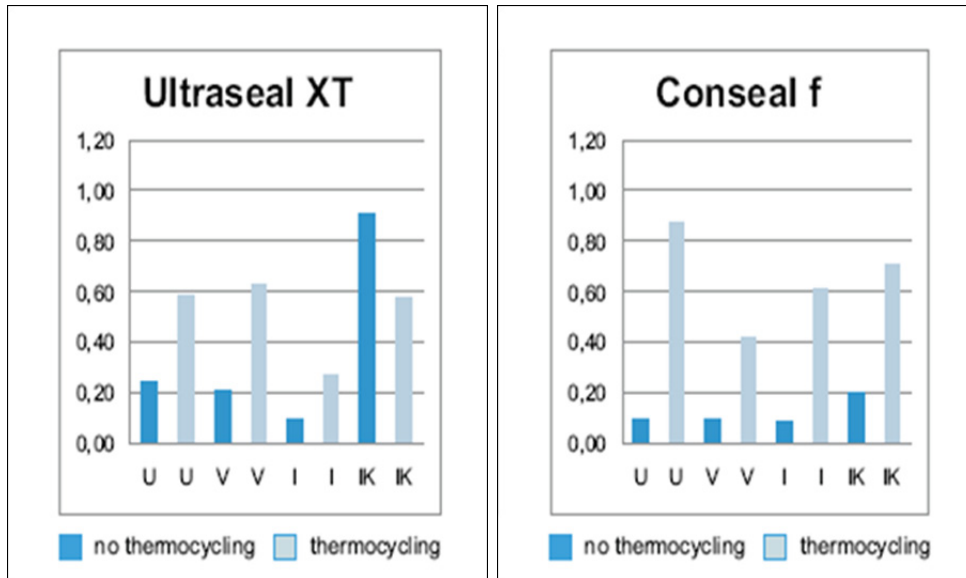 Ultraseal XT
1,20
1,00
0,80
0,60
0,40
0,20
0,00
U U V V I I IK IK
no thermocycling thermocycling
Conseal f
1,20
1,00
0,80
0,60
0,40
0,20
0,00
U U V V I I IK IK
no thermocycling thermocycling